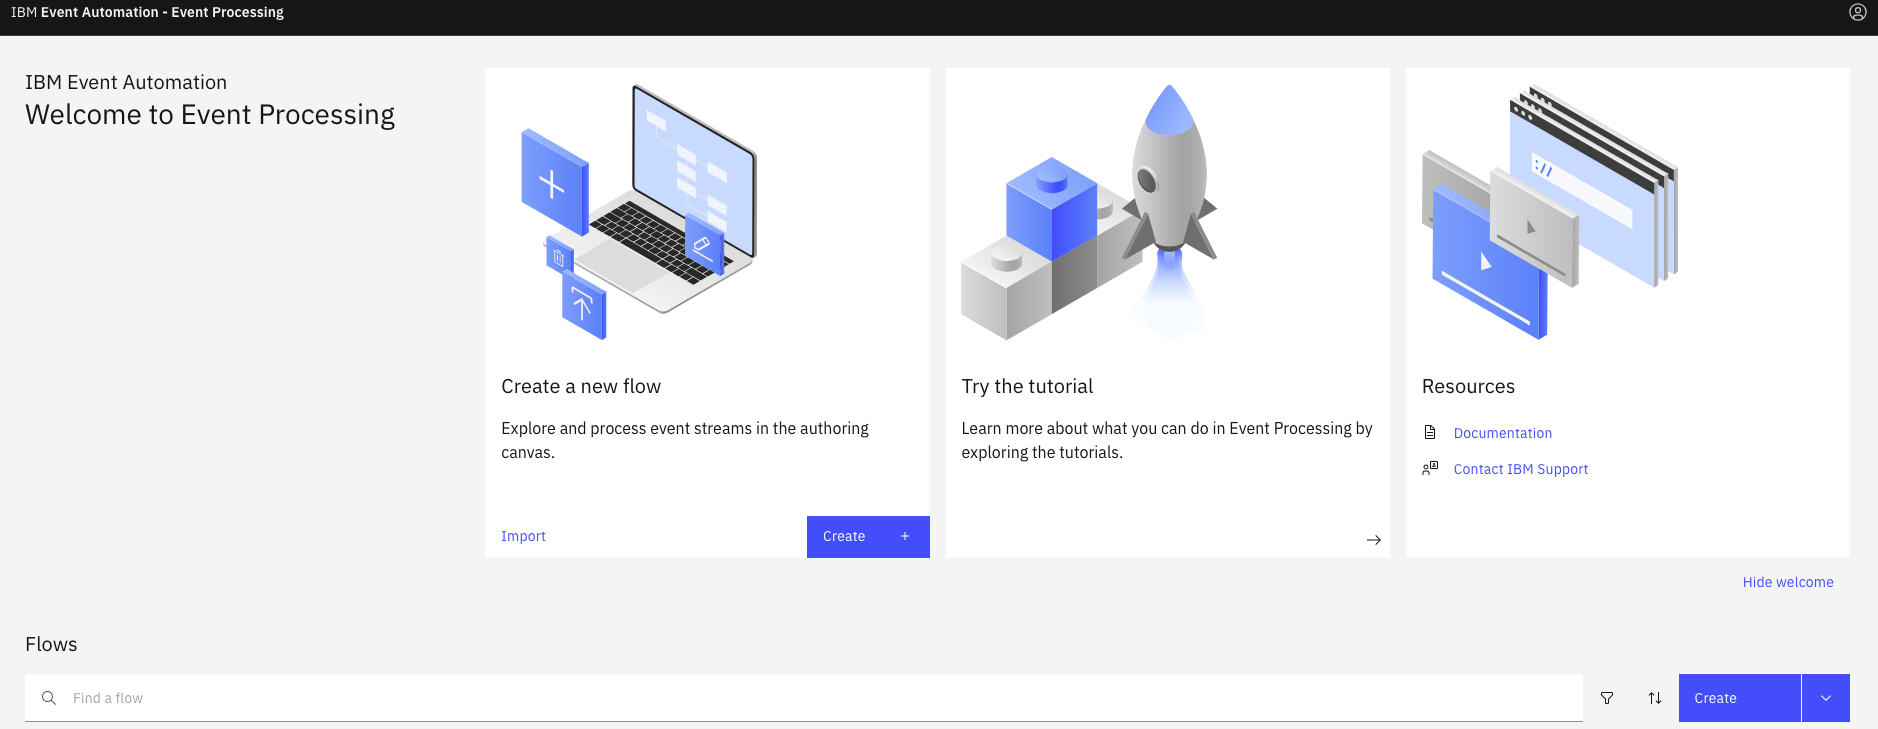 IBM Event Automation - Event Processing
IBM Event Automation
Welcome to Event Processing
Create a new flow
Explore and process event streams in the authoring
canvas.
Import
Create
Try the tutorial
Learn more about what you can do in Event Processing by
exploring the tutorials.
Resources
Documentation
Contact IBM Support
Hide welcome
Flows
Find a flow
Create